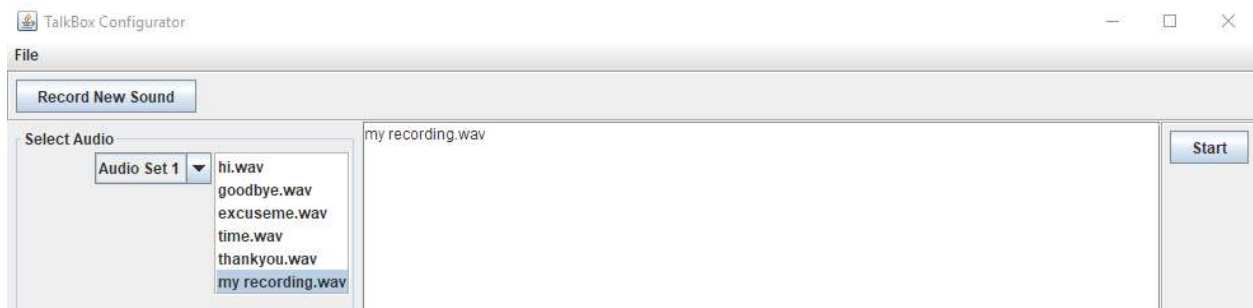 TalkBox Configurator
File
Record New Sound
Select Audio
Audio Set 1
hi.wav
goodbye.wav
excuseme.wav
time.wav
thankyou.wav
my recording.wav
my recording.wav
Start